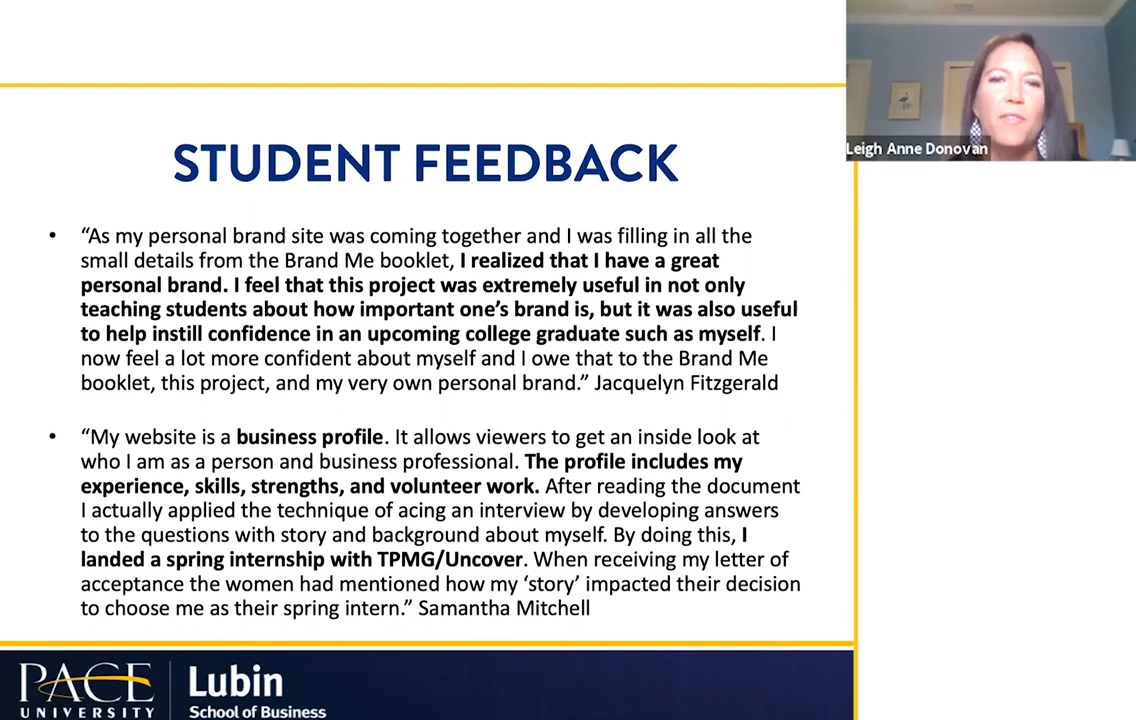 STUDENT FEEDBACK
Leigh Anne Donovan
• “As my personal brand site was coming together and I was filling in all the
small details from the Brand Me booklet, I realized that I have a great
personal brand. I feel that this project was extremely useful in not only
teaching students about how important one’s brand is, but it was also useful
to help instill confidence in an upcoming college graduate such as myself. I
now feel a lot more confident about myself and I owe that to the Brand Me
booklet, this project, and my very own personal brand.” Jacquelyn Fitzgerald
• “My website is a business profile. It allows viewers to get an inside look at
who I am as a person and business professional. The profile includes my
experience, skills, strengths, and volunteer work. After reading the document
I actually applied the technique of acing an interview by developing answers
to the questions with story and background about myself. By doing this, I
landed a spring internship with TPMG/Uncover. When receiving my letter of
acceptance the women had mentioned how my ‘story’ impacted their decision
to choose me as their spring intern.” Samantha Mitchell
PACE
UNIVERSITY
Lubin
School of Business